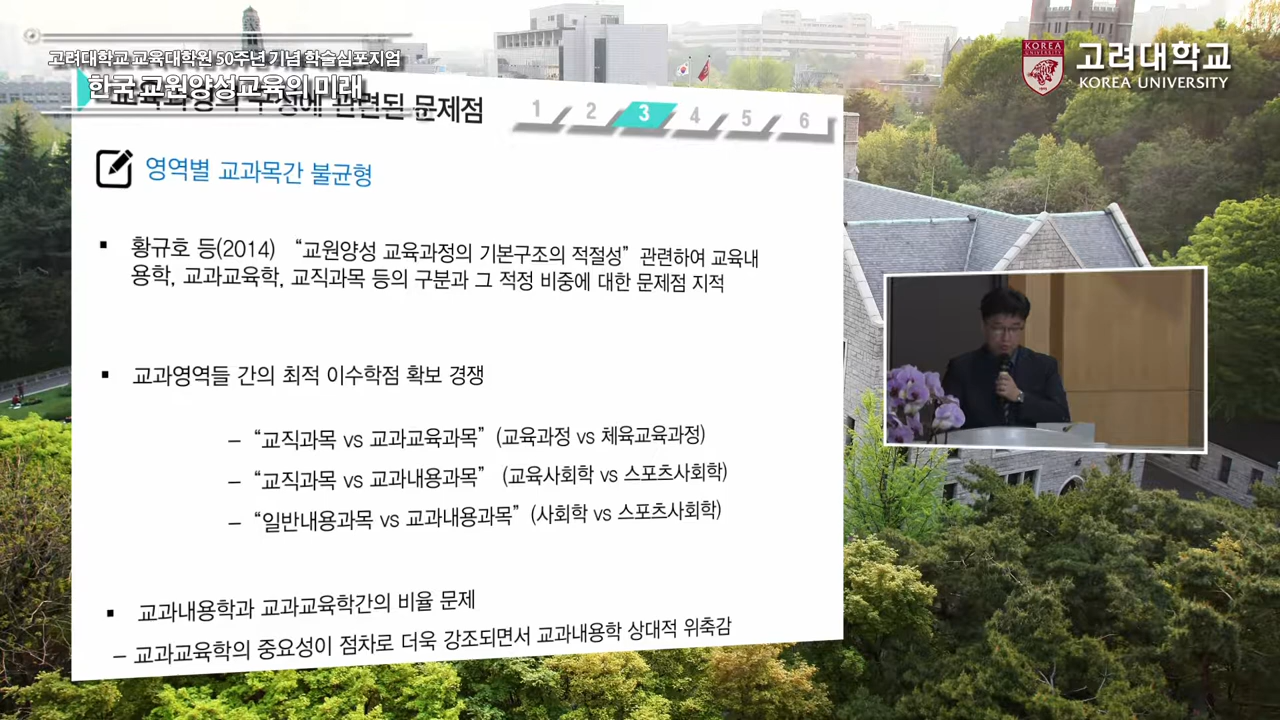 고려대학교 교육대학원 50주년 기념 학술심포지엄
한국 교원양성교육의 미래
관련된 문제점
1 2 3 4 5 6
KOREA
고려대학교
KOREA UNIVERSITY
영역별 교과목간 불균형
▪ 황규호 등(2014) “교원양성 교육과정의 기본구조의 적절성” 관련하여 교육내
용학, 교과교육학, 교직과목 등의 구분과 그 적정 비중에 대한 문제점 지적
▪ 교과영역들 간의 최적 이수학점 확보 경쟁
– “교직과목 vs 교과교육과목” (교육과정 vs 체육교육과정)
– “교직과목 vs 교과내용과목” (교육사회학 vs 스포츠사회학)
– “일반내용과목 vs 교과내용과목” (사회학 vs 스포츠사회학)
▪ 교과내용학과 교과교육학간의 비율 문제
– 교과교육학의 중요성이 점차로 더욱 강조되면서 교과내용학 상대적 위축감